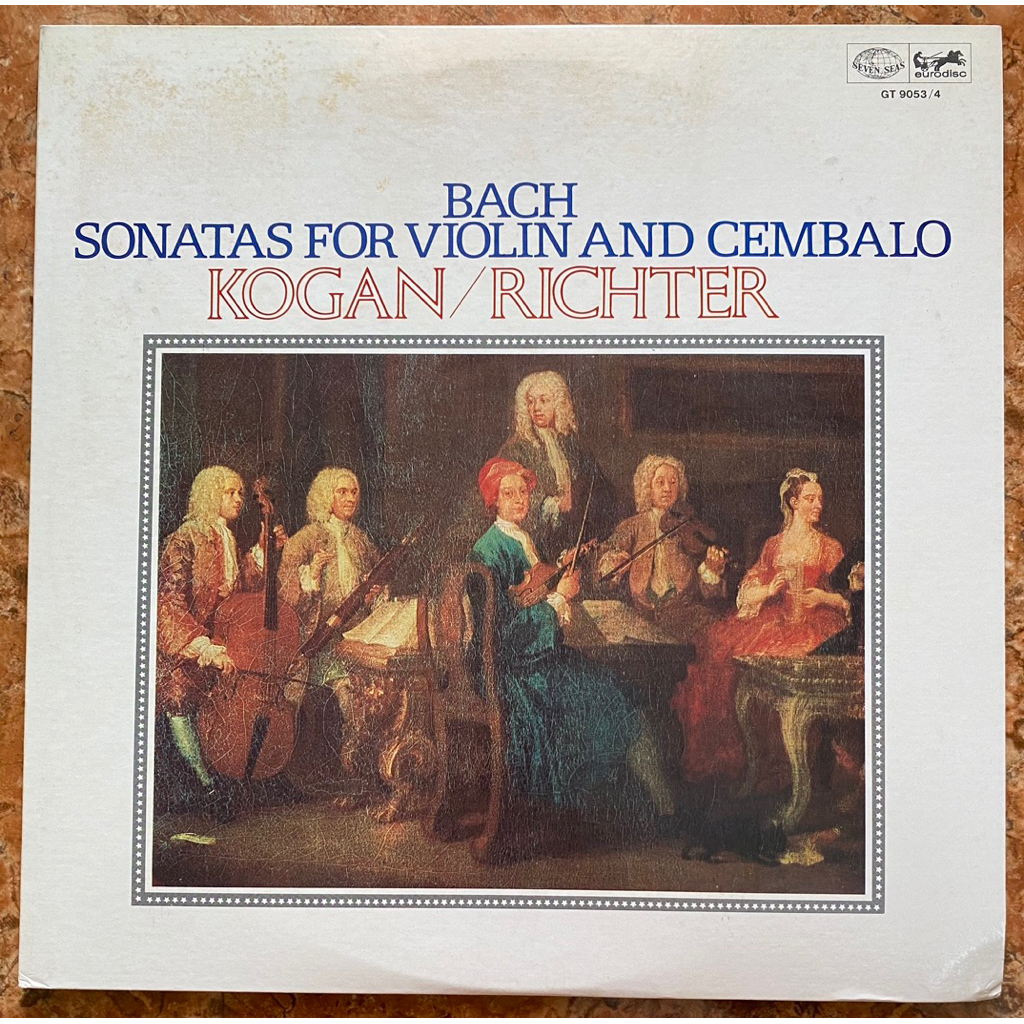 SEVEN SEAS
eurodisc
GT 9053/4
BACH
SONATAS FOR VIOLIN AND CEMBALO
KOGAN/RICHTER